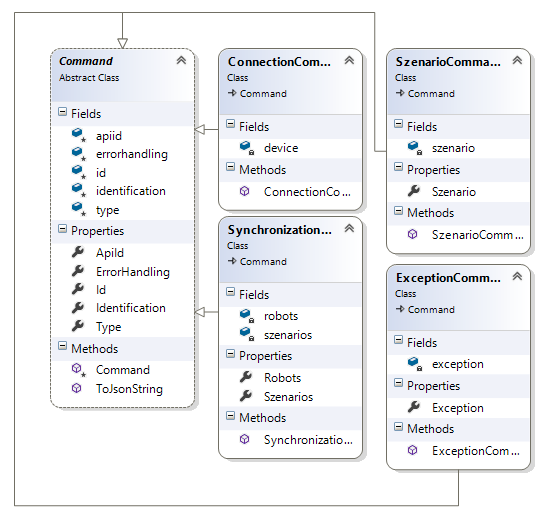 Command
Abstract Class
Fields
apiid
errorhandling
id
identification
type
Properties
ApiId
ErrorHandling
Id
Identification
Type
Methods
Command
ToJsonString
ConnectionCom...
Class
Command
Fields
device
Methods
ConnectionCo...
Synchronization...
Class
Command
Fields
robots
szenarios
Properties
Robots
Szenarios
Methods
Synchronizatio...
SzenarioComma...
Class
Command
Fields
szenario
Properties
Szenario
Methods
SzenarioComm...
ExceptionComm...
Class
Command
Fields
exception
Properties
Exception
Methods
ExceptionCom...